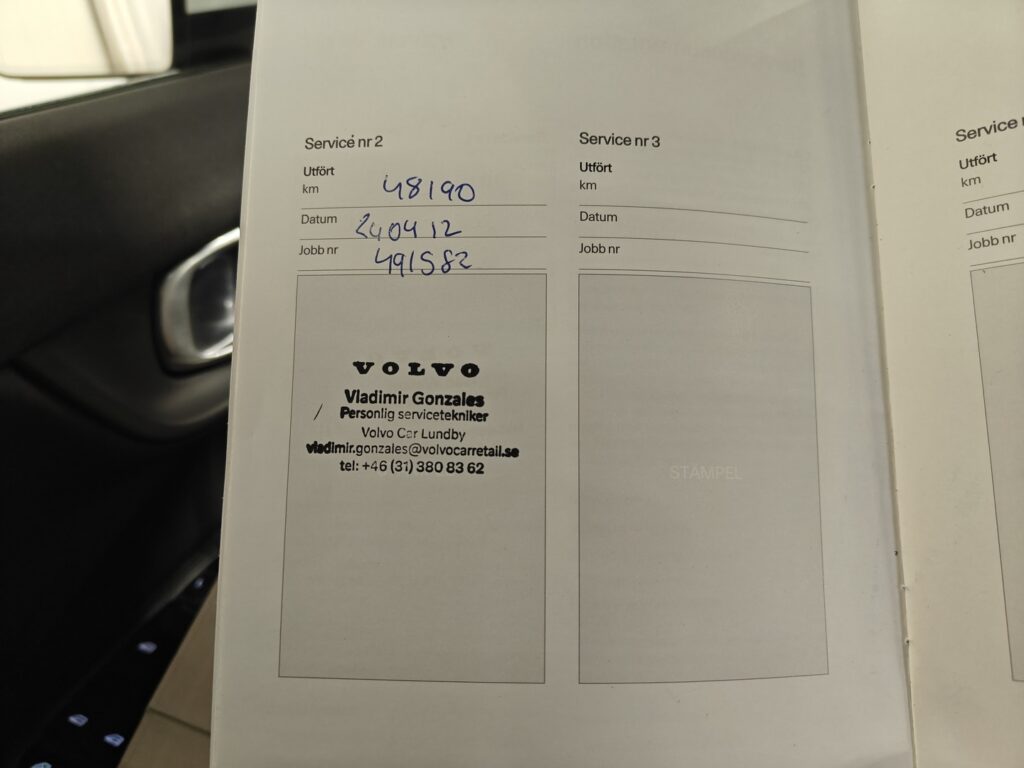 Service nr 2
Utfört
km 48190
Datum 240412
Jobb nr 491582
VOLVO
Vladimir Gonzales
Personlig servicetekniker
Volvo Car Lundby
vladimir.gonzales@volvocarretail.se
tel: +46 (31) 380 83 62
Service nr 3
Utfört
km
Datum
Jobb nr
STAMPEL
Service
Utfört
km
Datum
Jobb nr